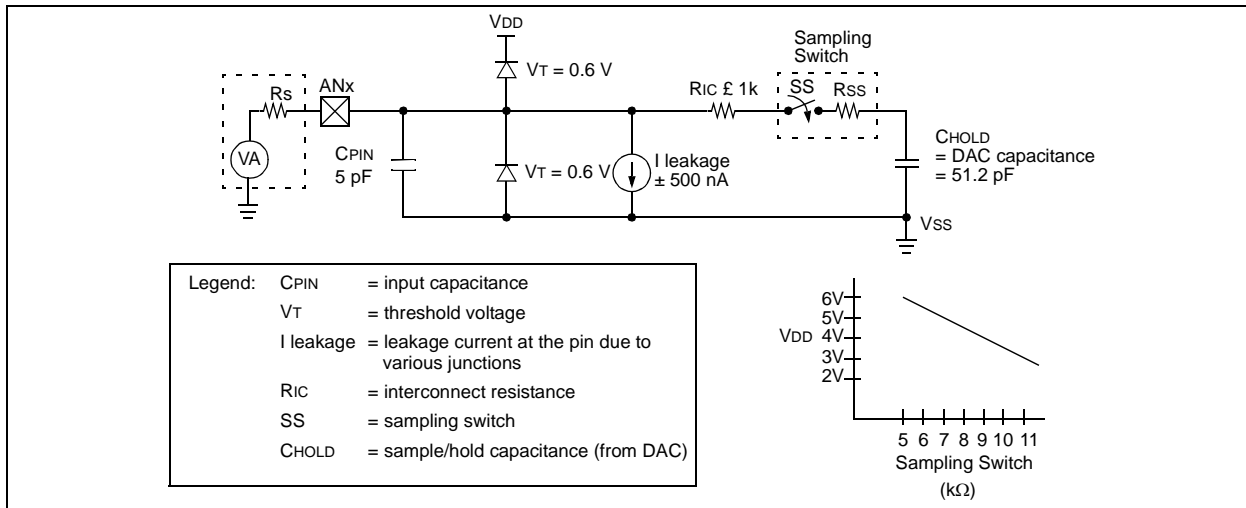 VDD
Sampling
Switch
VT = 0.6 V
RIC £ 1k
SS
RSS
Rs
ANx
CPIN
5 pF
VA
VT = 0.6 V
I leakage
± 500 nA
CHOLD
= DAC capacitance
= 51.2 pF
VSS
Legend: CPIN = input capacitance
VT = threshold voltage
I leakage = leakage current at the pin due to
various junctions
RIC = interconnect resistance
SS = sampling switch
CHOLD = sample/hold capacitance (from DAC)
6V
5V
VDD 4V
3V
2V
5 6 7 8 9 10 11
Sampling Switch
(kΩ)